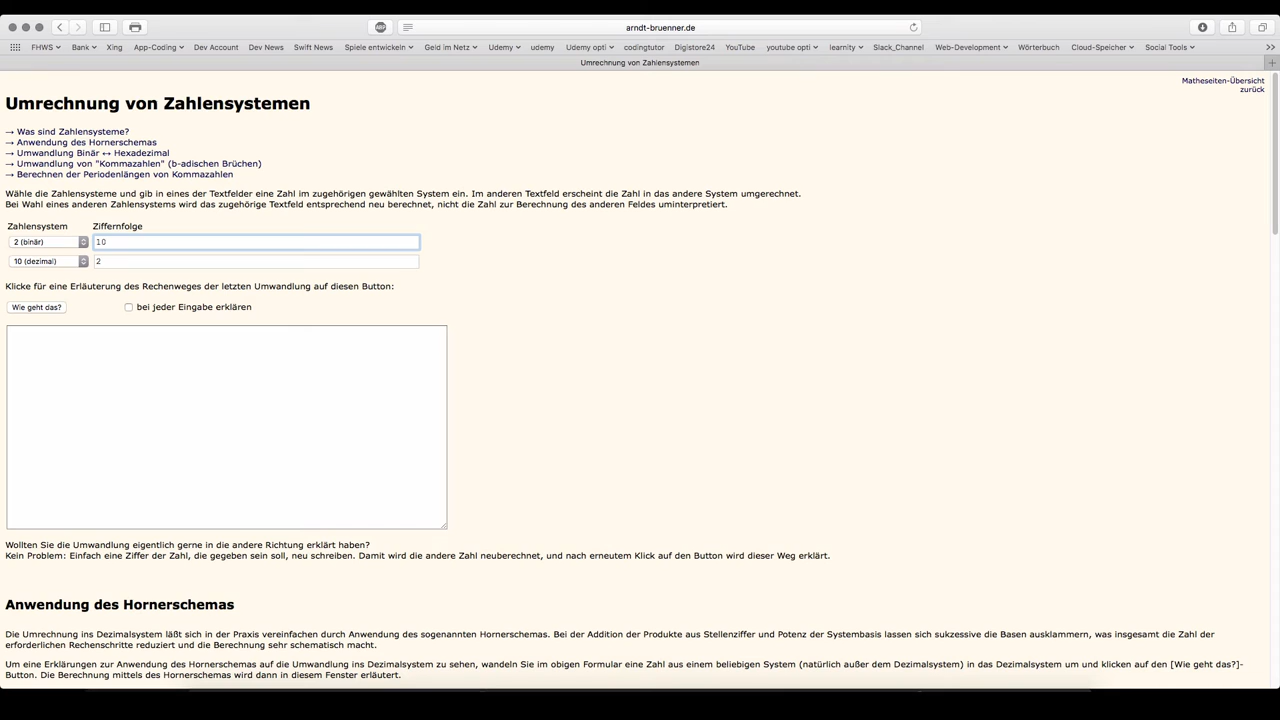 arndt-bruenner.de
FHWS Bank Xing App-Coding Dev Account Dev News Swift News Spiele entwickeln Geld im Netz Udemy udemy Udemy opti codingtutor Digistore24 YouTube youtube opti learnity Slack_Channel Web-Development Wörterbuch Cloud-Speicher Social Tools >>
Umrechnung von Zahlensystemen
Matheseiten-Übersicht
zurück
Umrechnung von Zahlensystemen
→ Was sind Zahlensysteme?
→ Anwendung des Hornerschemas
→ Umwandlung Binär ↔ Hexadezimal
→ Umwandlung von "Kommazahlen" (b-adischen Brüchen)
→ Berechnen der Periodenlängen von Kommazahlen
Wähle die Zahlensysteme und gib in eines der Textfelder eine Zahl im zugehörigen gewählten System ein. Im anderen Textfeld erscheint die Zahl in das andere System umgerechnet.
Bei Wahl eines anderen Zahlensystems wird das zugehörige Textfeld entsprechend neu berechnet, nicht die Zahl zur Berechnung des anderen Feldes uminterpretiert.
Zahlensystem Ziffernfolge
2 (binär) 10
10 (dezimal) 2
Klicke für eine Erläuterung des Rechenweges der letzten Umwandlung auf diesen Button:
Wie geht das? bei jeder Eingabe erklären
Wollten Sie die Umwandlung eigentlich gerne in die andere Richtung erklärt haben?
Kein Problem: Einfach eine Ziffer der Zahl, die gegeben sein soll, neu schreiben. Damit wird die andere Zahl neuberechnet, und nach erneutem Klick auf den Button wird dieser Weg erklärt.
Anwendung des Hornerschemas
Die Umrechnung ins Dezimalsystem läßt sich in der Praxis vereinfachen durch Anwendung des sogenannten Hornerschemas. Bei der Addition der Produkte aus Stellenziffer und Potenz der Systembasis lassen sich sukzessive die Basen ausklammern, was insgesamt die Zahl der
erforderlichen Rechenschritte reduziert und die Berechnung sehr schematisch macht.
Um eine Erklärungen zur Anwendung des Hornerschemas auf die Umwandlung ins Dezimalsystem zu sehen, wandeln Sie im obigen Formular eine Zahl aus einem beliebigen System (natürlich außer dem Dezimalsystem) in das Dezimalsystem um und klicken auf den [Wie geht das?]-
Button. Die Berechnung mittels des Hornerschemas wird dann in diesem Fenster erläutert.